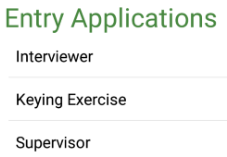 Entry Applications
Interviewer
Keying Exercise
Supervisor